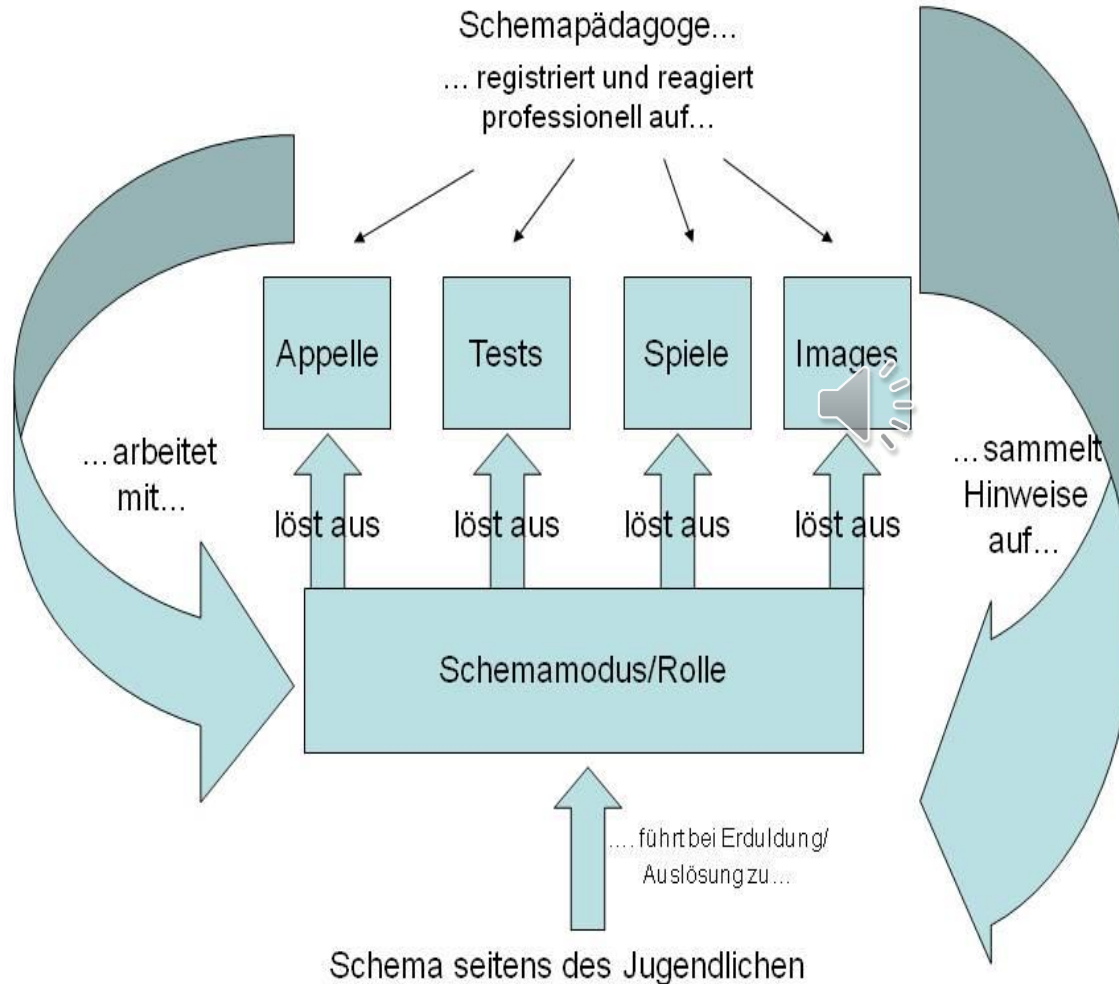 Schemapädagoge…
… registriert und reagiert
professionell auf…
Appelle
Tests
Spiele
Images
…arbeitet
mit…
…sammelt
Hinweise
auf…
löst aus
löst aus
löst aus
löst aus
Schemamodus/Rolle
…. führt bei Erduldung/
Auslösung zu…
Schema seitens des Jugendlichen